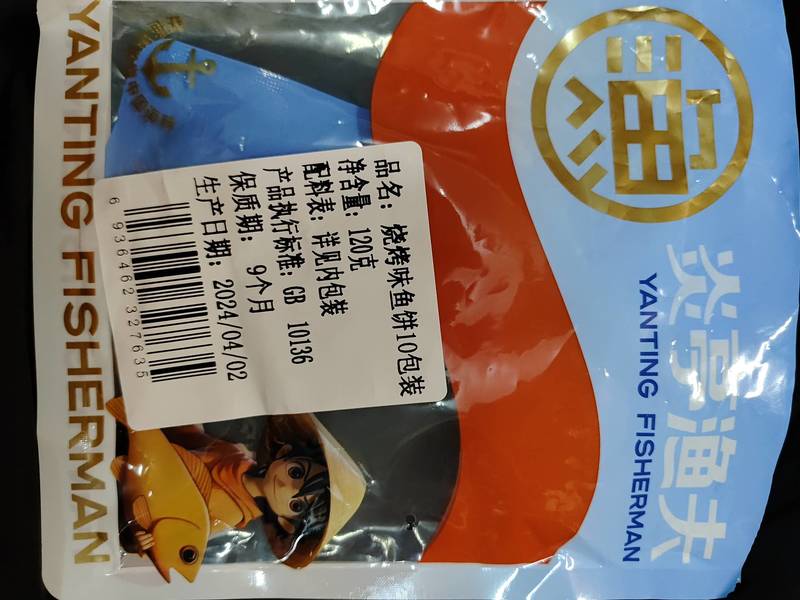 炎亭渔夫
YANTING FISHERMAN
品名：烧烤味鱼饼10包装
净含量：120克
配料表：详见内包装
产品执行标准：GB 10136
保质期：9个月
生产日期：2024/04/02
6 936462 327635
YANTING FISHERMAN